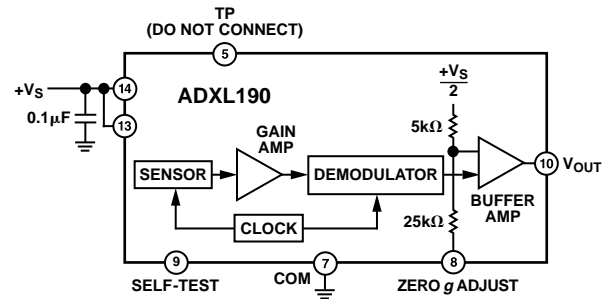 TP
(DO NOT CONNECT)
5
+VS
14
ADXL190
+VS
2
0.1µF
13
5kΩ
GAIN
AMP
10
VOUT
SENSOR
DEMODULATOR
BUFFER
AMP
CLOCK
25kΩ
9
7
8
SELF-TEST
COM
ZERO g ADJUST